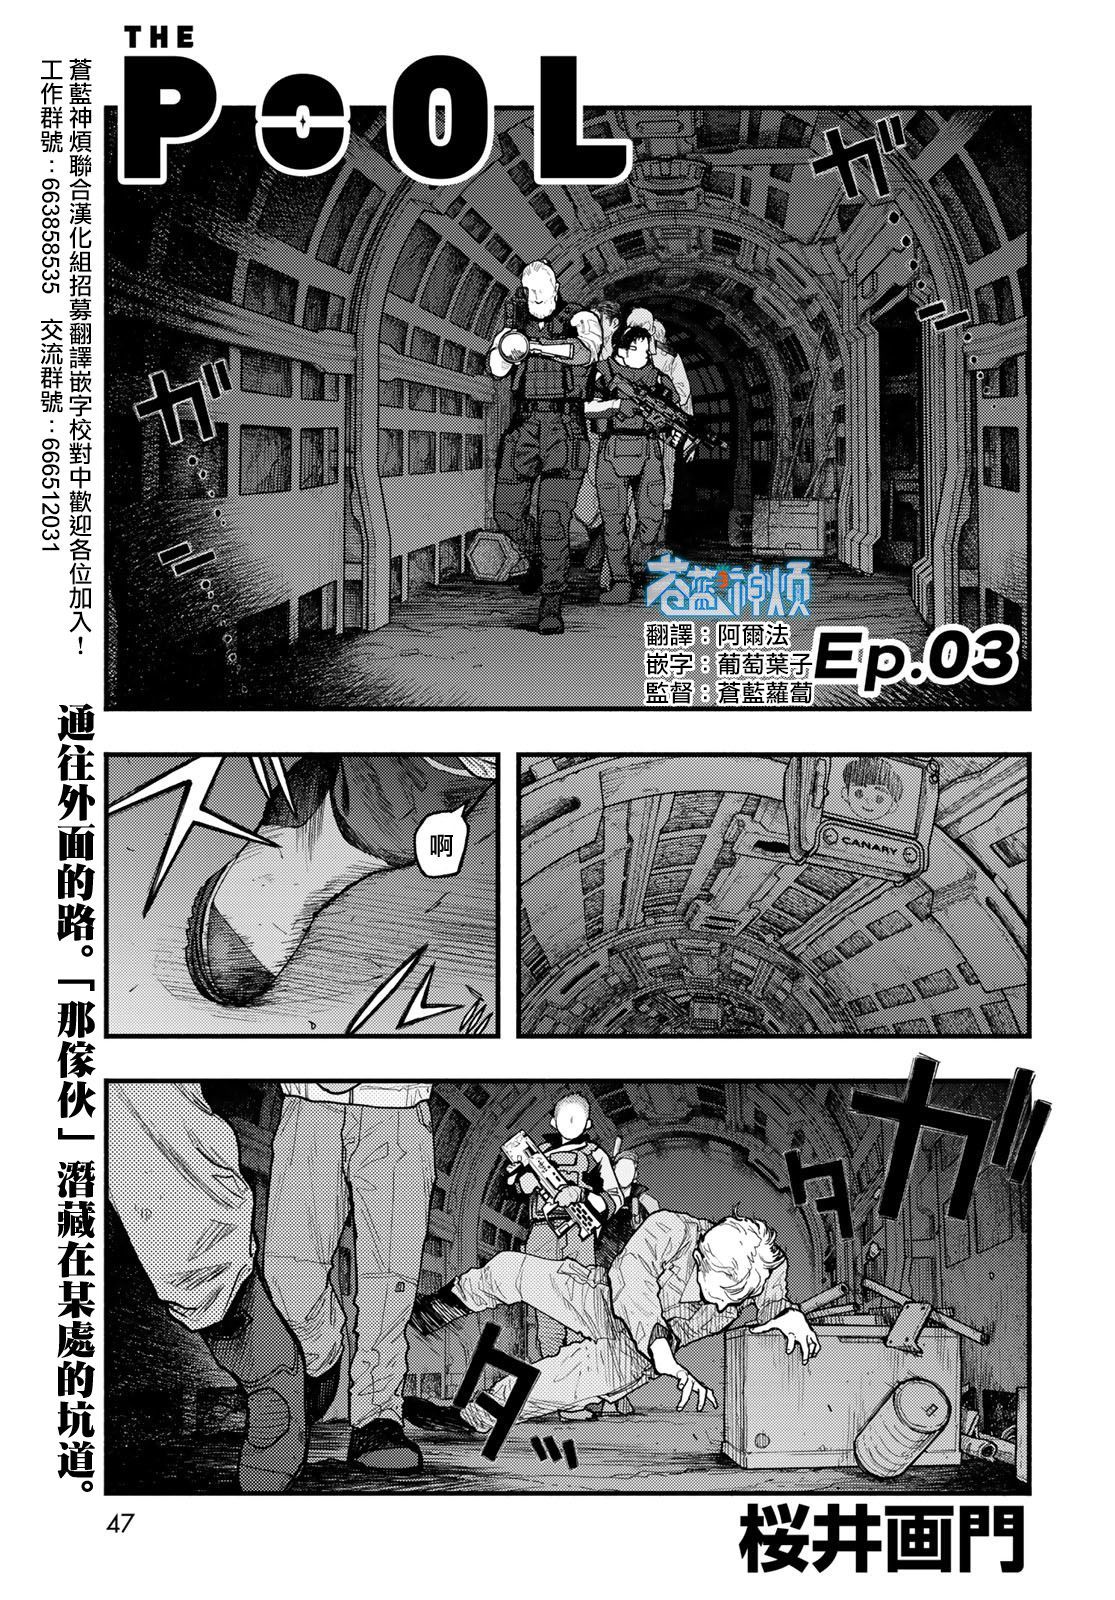 THE
POOL
蒼藍神煩聯合漢化組招募翻譯嵌字校對中歡迎各位加入！
工作群號：663858535　交流群號：666512031
ガ
コン
ガ
コン
蒼藍神煩
翻譯：阿爾法
嵌字：葡萄葉子
監督：蒼藍蘿蔔
Ep.03
CANARY
啊
通往外面的路。「那傢伙」潛藏在某處的坑道。
ガ
タ
タ
47
桜井画門